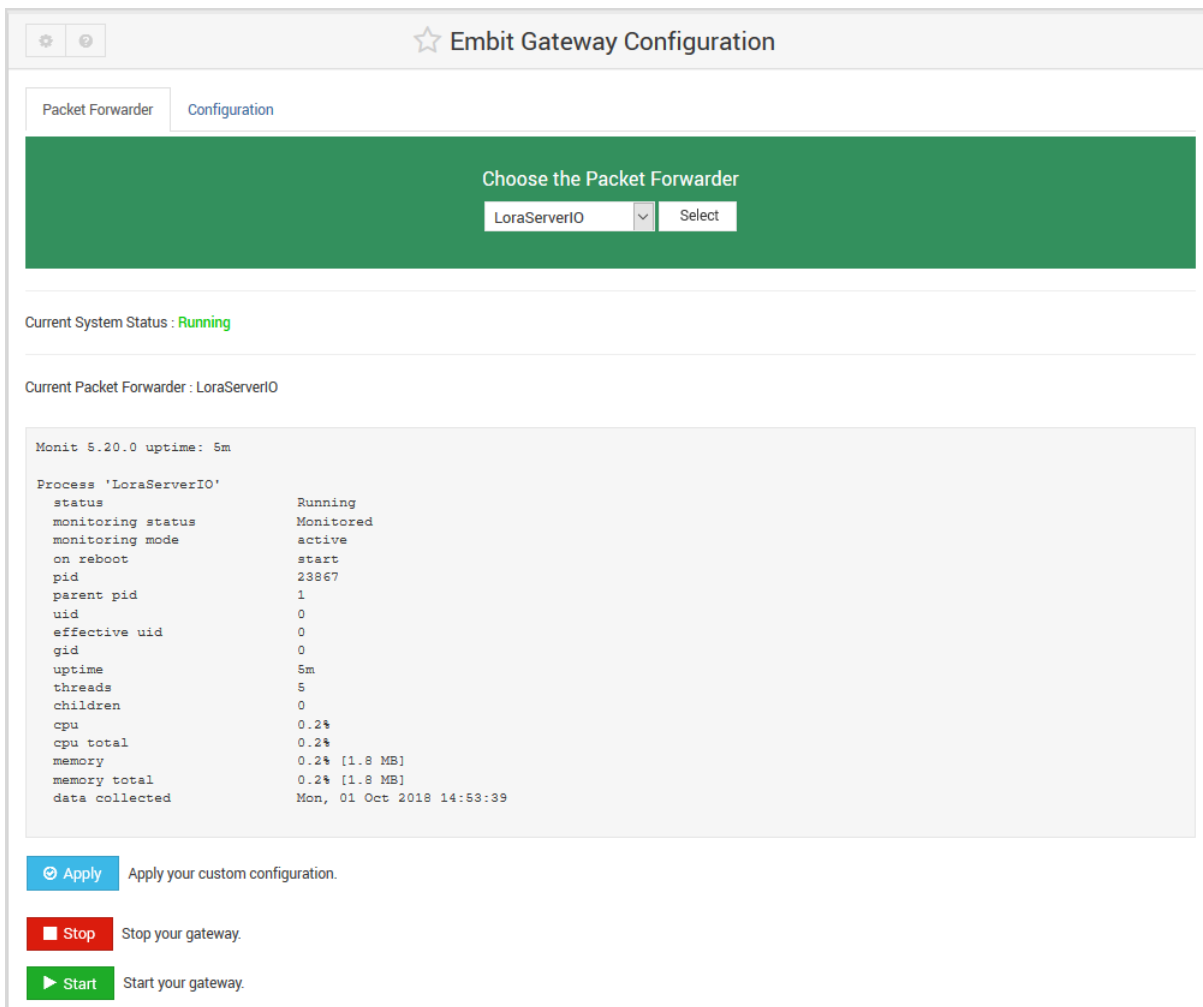 Embit Gateway Configuration
Packet Forwarder Configuration
Choose the Packet Forwarder
LoraServerIO Select
Current System Status : Running
Current Packet Forwarder : LoraServerIO
Monit 5.20.0 uptime: 5m
Process 'LoraServerIO'
status Running
monitoring status Monitored
monitoring mode active
on reboot start
pid 23867
parent pid 1
uid 0
effective uid 0
gid 0
uptime 5m
threads 5
children 0
cpu 0.2%
cpu total 0.2%
memory 0.2% [1.8 MB]
memory total 0.2% [1.8 MB]
data collected Mon, 01 Oct 2018 14:53:39
Apply Apply your custom configuration.
Stop Stop your gateway.
Start Start your gateway.